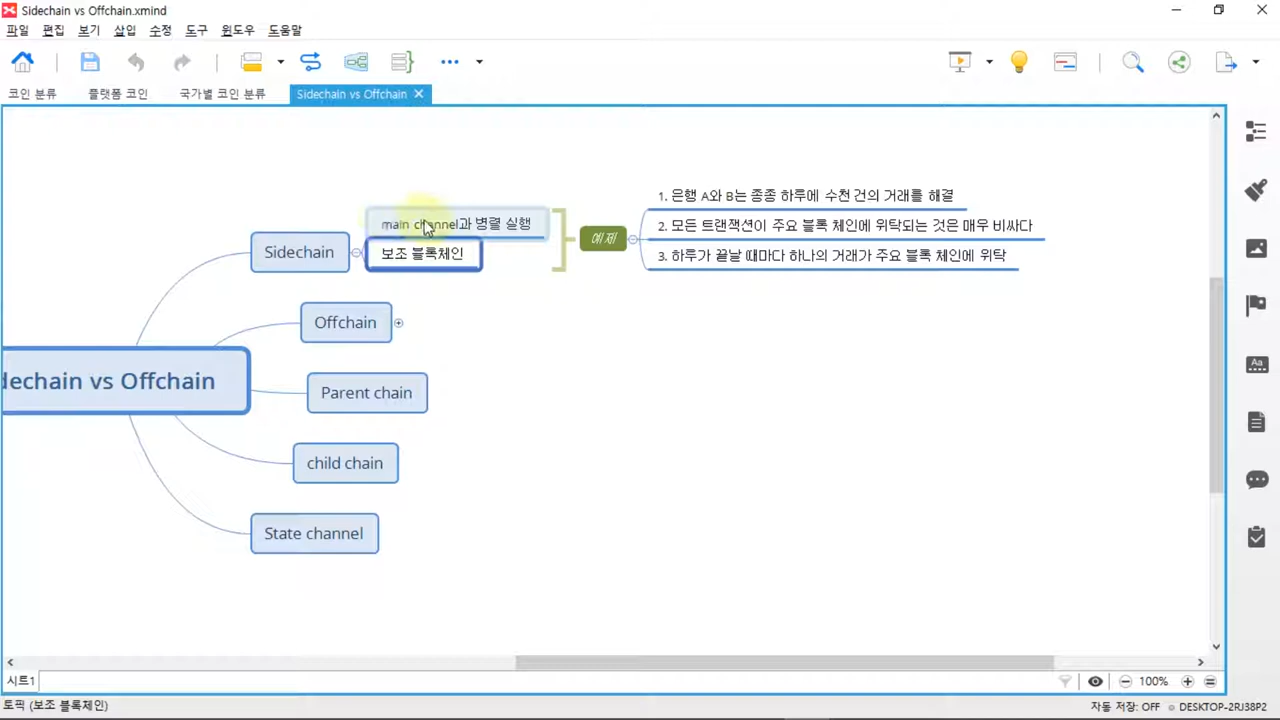 Sidechain vs Offchain.xmind
파일 편집 보기 삽입 수정 도구 윈도우 도움말
코인 분류 플랫폼 코인 국가별 코인 분류 Sidechain vs Offchain
1. 은행 A와 B는 종종 하루에 수천 건의 거래를 해결
main channel과 병렬 실행
2. 모든 트랜잭션이 주요 블록 체인에 위탁되는 것은 매우 비싸다
예제
Sidechain
보조 블록체인
3. 하루가 끝날 때마다 하나의 거래가 주요 블록 체인에 위탁
Offchain
dechain vs Offchain
Parent chain
child chain
State channel
시트1
100%
토픽 (보조 블록체인)
자동 저장: OFF DESKTOP-2RJ38P2